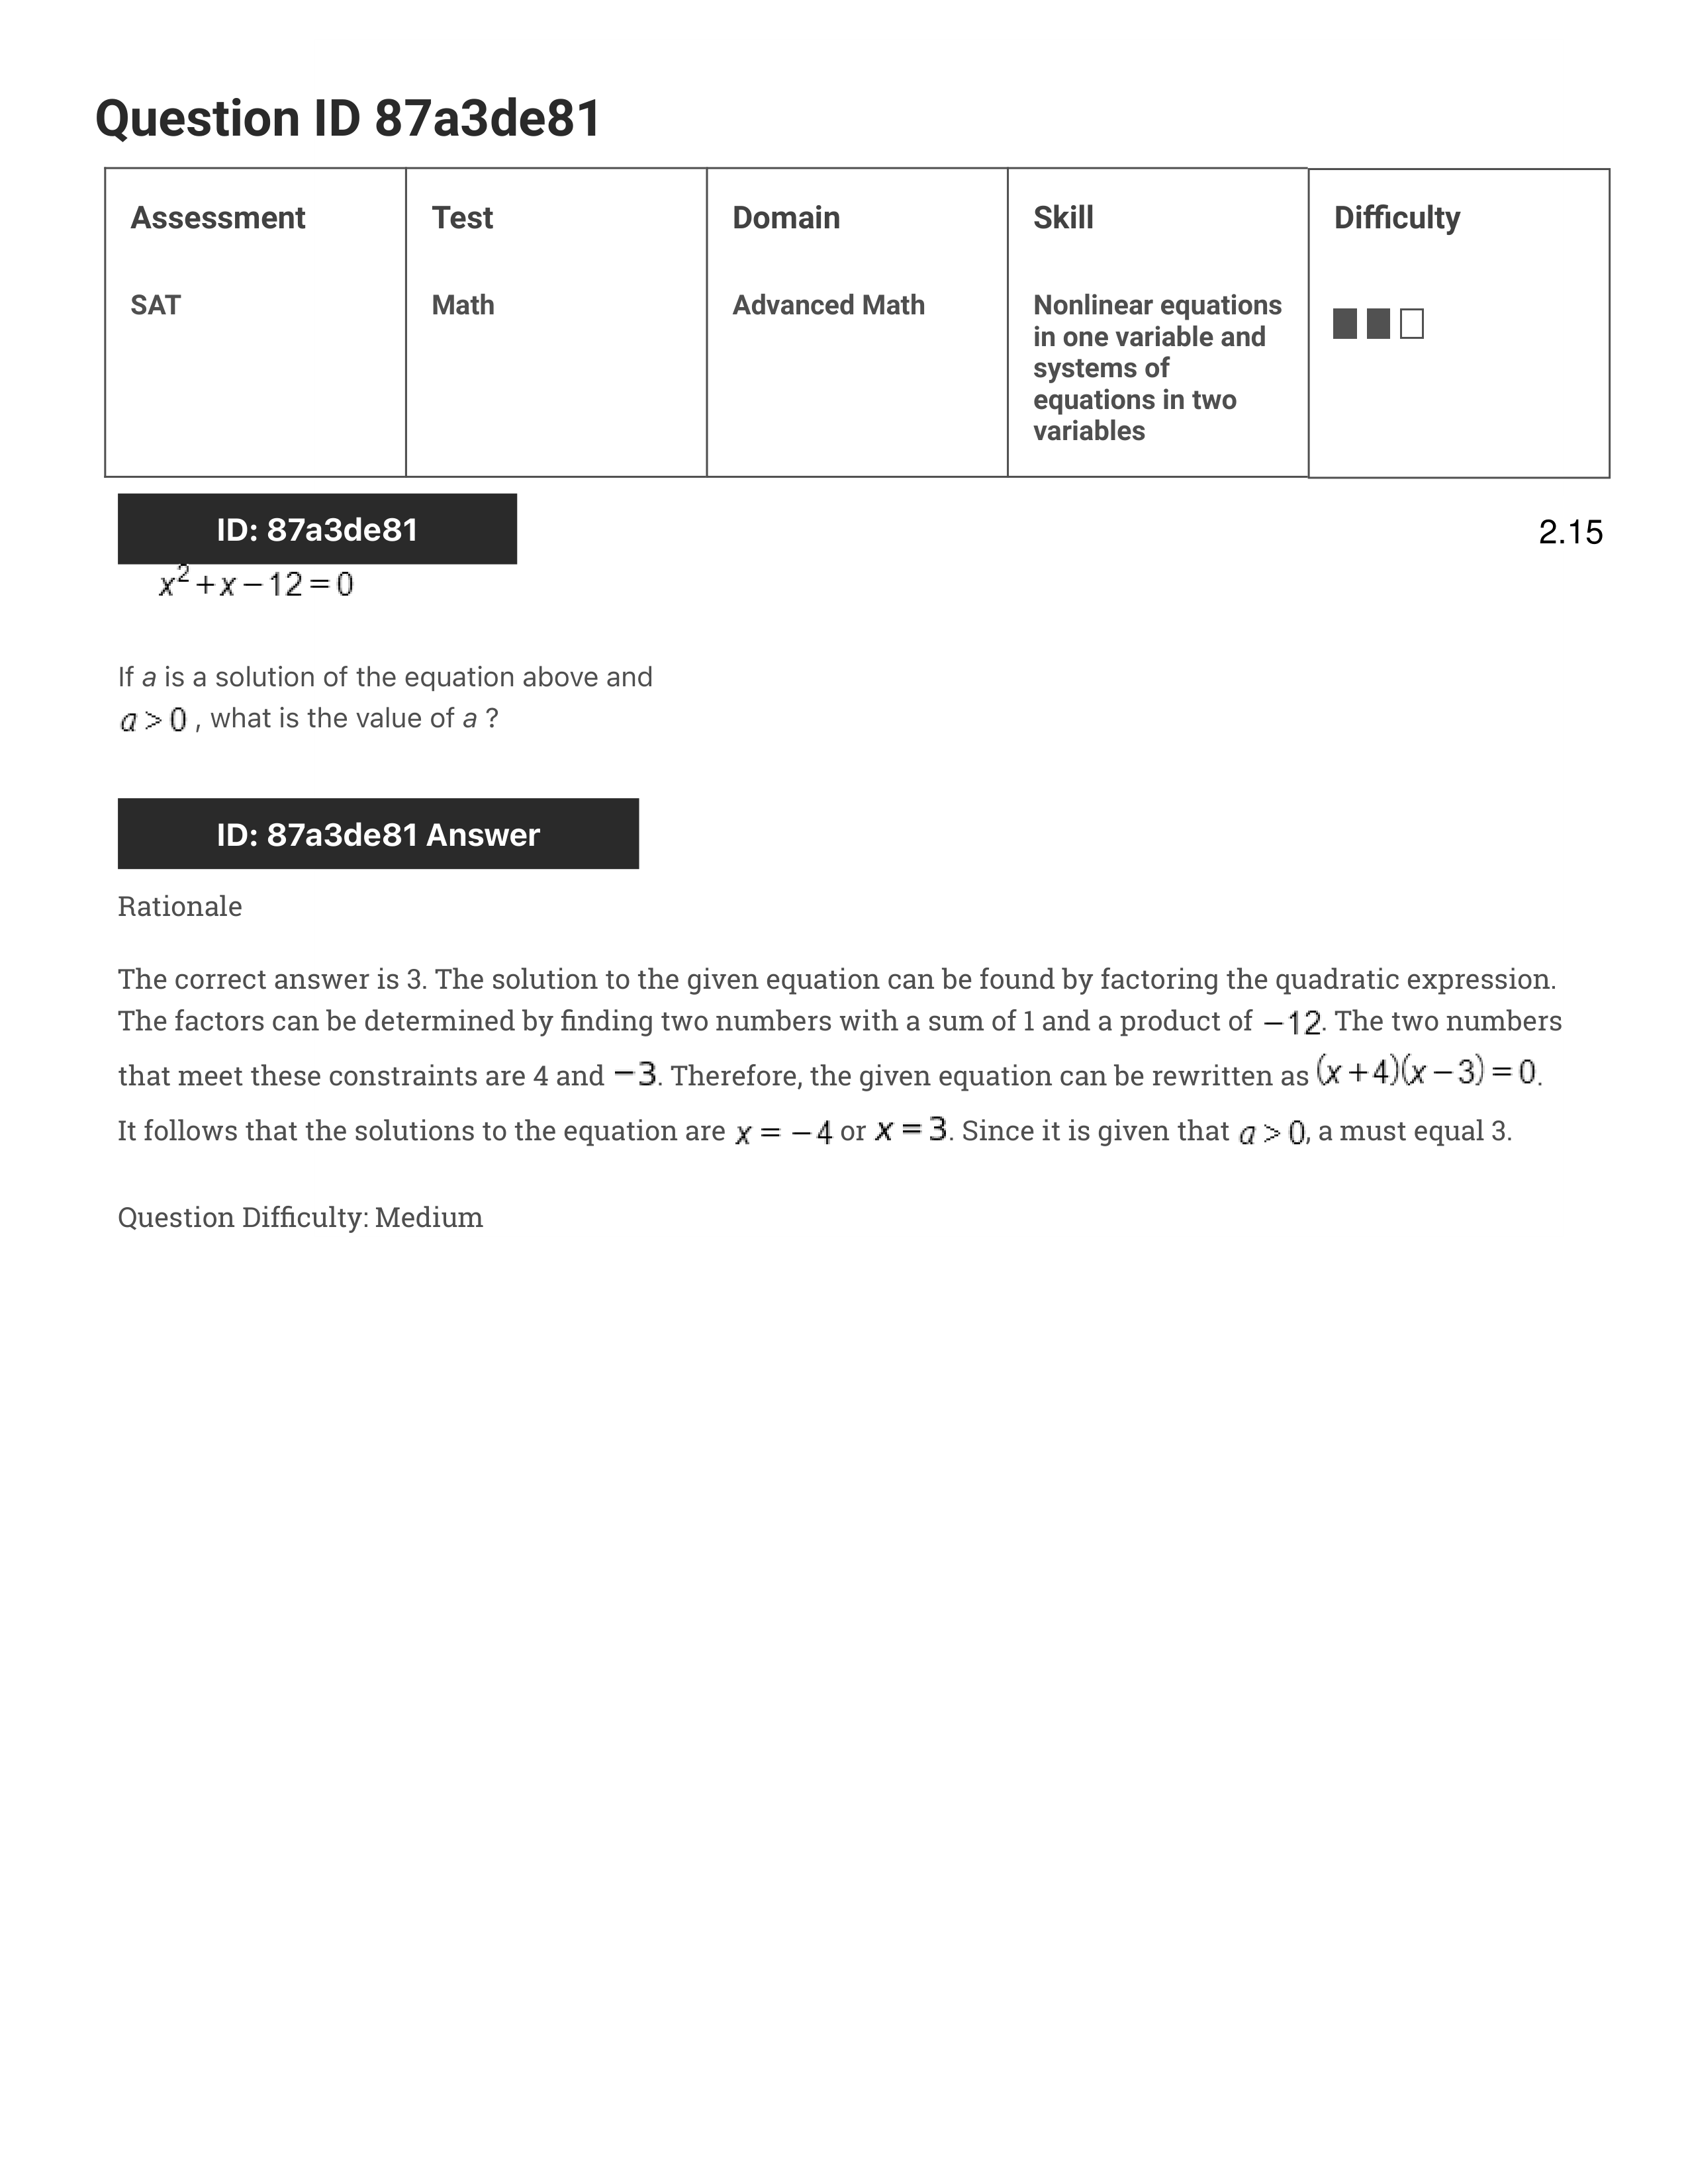 Question ID 87a3de81
Assessment
Test
Domain
Skill
Difficulty
SAT
Math
Advanced Math
Nonlinear equations
in one variable and
systems of
equations in two
variables
ID: 87a3de81
2.15
x²+x−12=0
If a is a solution of the equation above and
a>0 , what is the value of a ?
ID: 87a3de81 Answer
Rationale
The correct answer is 3. The solution to the given equation can be found by factoring the quadratic expression.
The factors can be determined by finding two numbers with a sum of 1 and a product of −12. The two numbers
that meet these constraints are 4 and −3. Therefore, the given equation can be rewritten as (x+4)(x−3)=0.
It follows that the solutions to the equation are x = −4 or x = 3. Since it is given that a > 0, a must equal 3.
Question Difficulty: Medium